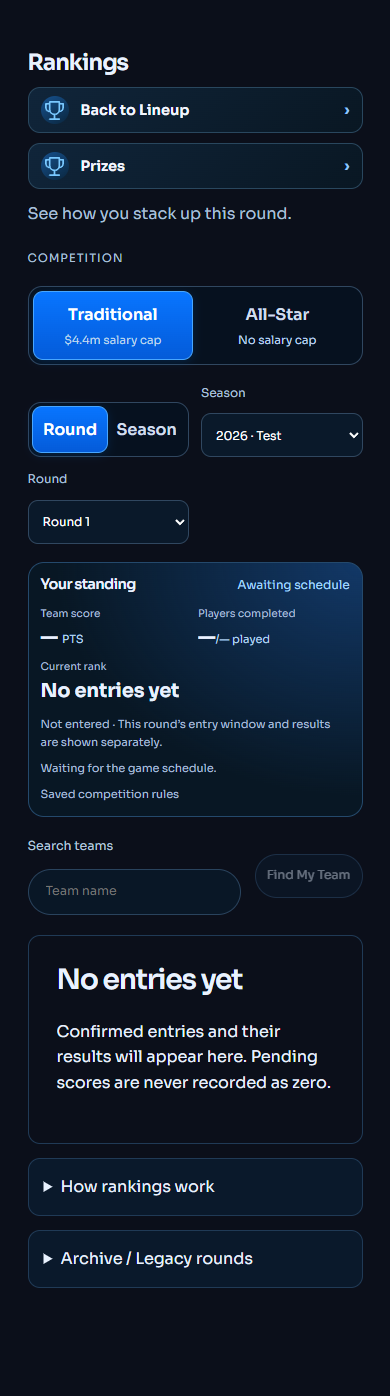 Rankings
Back to Lineup ›
Prizes ›
See how you stack up this round.
COMPETITION
Traditional
$4.4m salary cap
All-Star
No salary cap
Round
Season
Season
2026 · Test
Round
Round 1
Your standing
Awaiting schedule
Team score
— PTS
Players completed
—/— played
Current rank
No entries yet
Not entered · This round's entry window and results
are shown separately.
Waiting for the game schedule.
Saved competition rules
Search teams
Team name
Find My Team
No entries yet
Confirmed entries and their
results will appear here. Pending
scores are never recorded as zero.
How rankings work
Archive / Legacy rounds